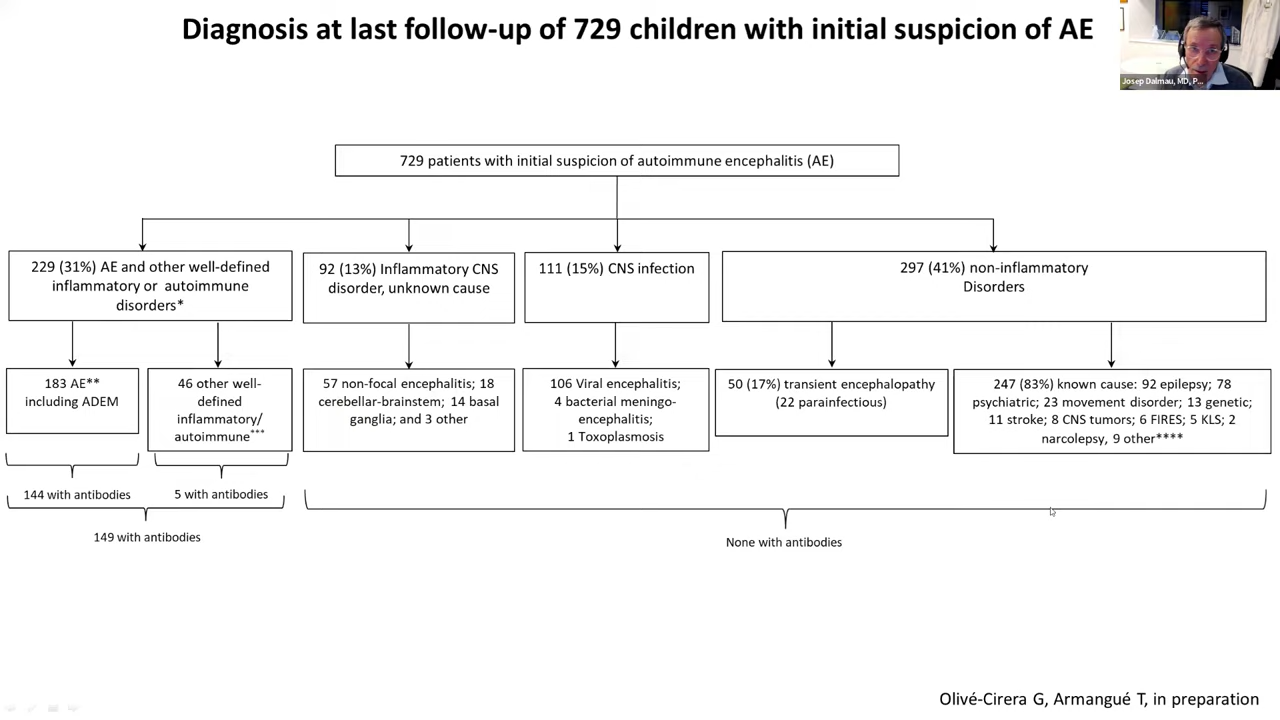 Diagnosis at last follow-up of 729 children with initial suspicion of AE
Josep Dalmau, MD, P...
729 patients with initial suspicion of autoimmune encephalitis (AE)
229 (31%) AE and other well-defined
inflammatory or autoimmune
disorders*
92 (13%) Inflammatory CNS
disorder, unknown cause
111 (15%) CNS infection
297 (41%) non-inflammatory
Disorders
183 AE**
including ADEM
46 other well-
defined
inflammatory/
autoimmune***
57 non-focal encephalitis; 18
cerebellar-brainstem; 14 basal
ganglia; and 3 other
106 Viral encephalitis;
4 bacterial meningo-
encephalitis;
1 Toxoplasmosis
50 (17%) transient encephalopathy
(22 parainfectious)
247 (83%) known cause: 92 epilepsy; 78
psychiatric; 23 movement disorder; 13 genetic;
11 stroke; 8 CNS tumors; 6 FIRES; 5 KLS; 2
narcolepsy, 9 other****
144 with antibodies
5 with antibodies
149 with antibodies
None with antibodies
Olivé-Cirera G, Armangué T, in preparation